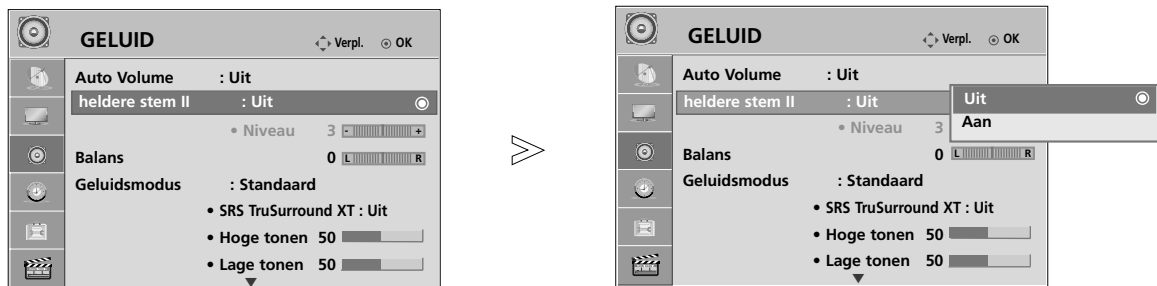 GELUID
Verpl. OK
Auto Volume : Uit
heldere stem II : Uit
• Niveau 3 - +
Balans 0 L R
Geluidsmodus : Standaard
• SRS TruSurround XT : Uit
• Hoge tonen 50
• Lage tonen 50
>
GELUID
Verpl. OK
Auto Volume : Uit
heldere stem II : Uit
• Niveau 3
Balans 0 L R
Geluidsmodus : Standaard
• SRS TruSurround XT : Uit
• Hoge tonen 50
• Lage tonen 50
Uit
Aan